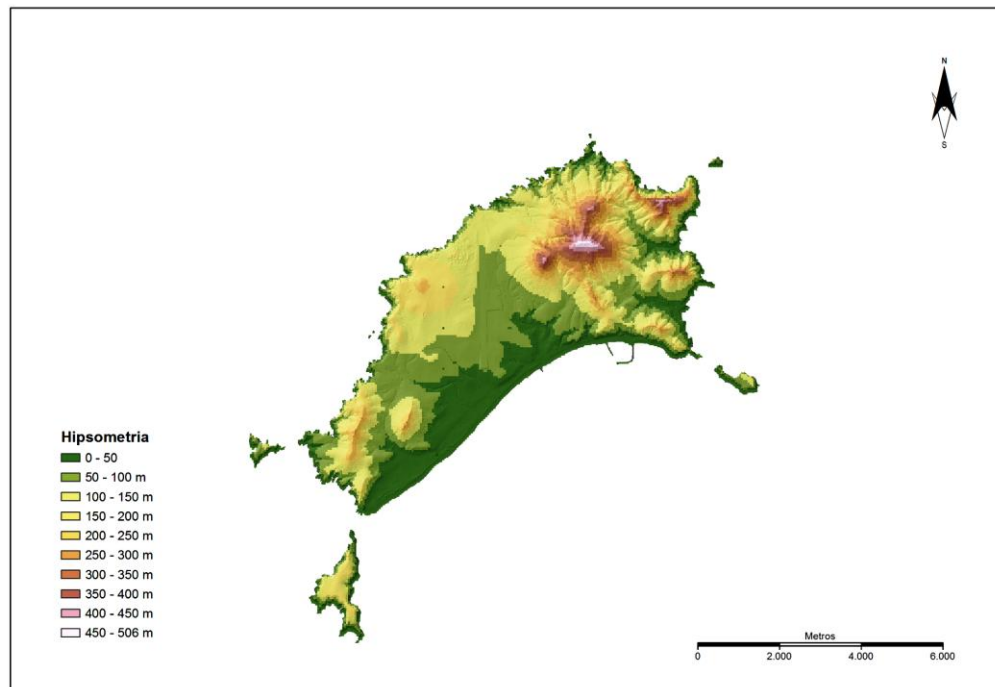 N
S
Hipsometria
0 - 50
50 - 100 m
100 - 150 m
150 - 200 m
200 - 250 m
250 - 300 m
300 - 350 m
350 - 400 m
400 - 450 m
450 - 506 m
Metros
0 2.000 4.000 6.000